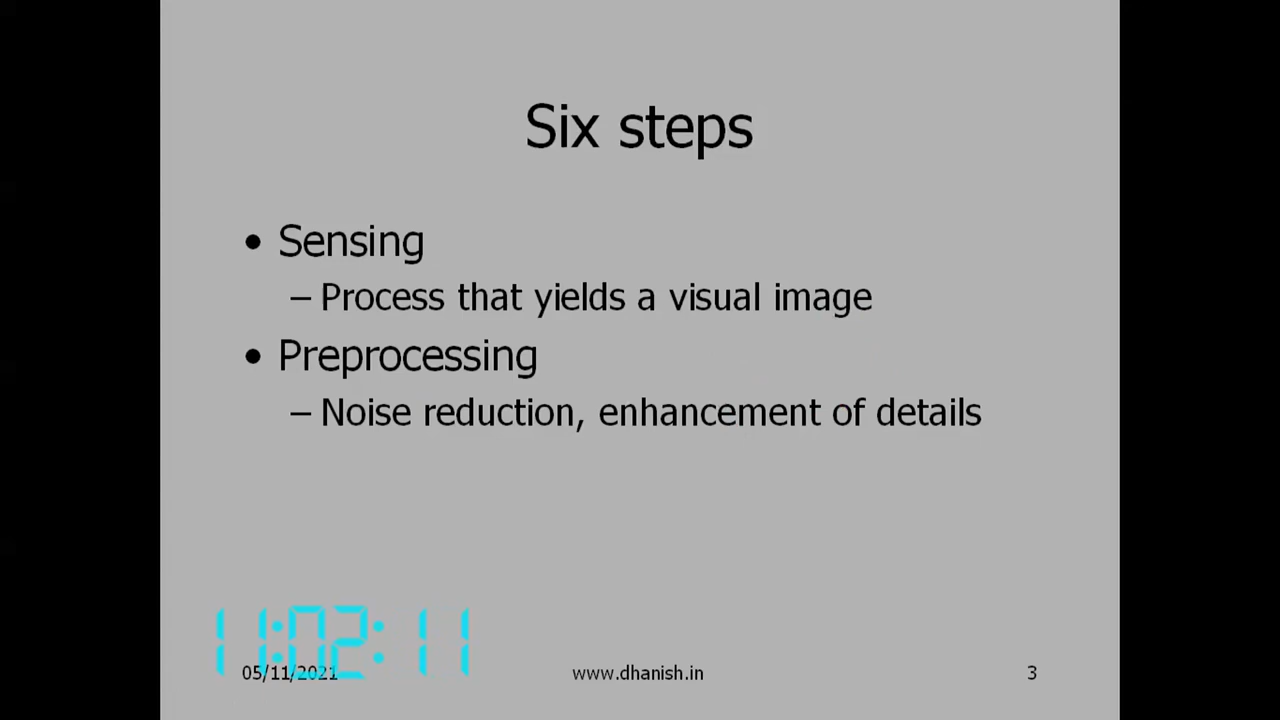 Six steps
• Sensing
– Process that yields a visual image
• Preprocessing
– Noise reduction, enhancement of details
11:02:11
05/11/2021
www.dhanish.in
3